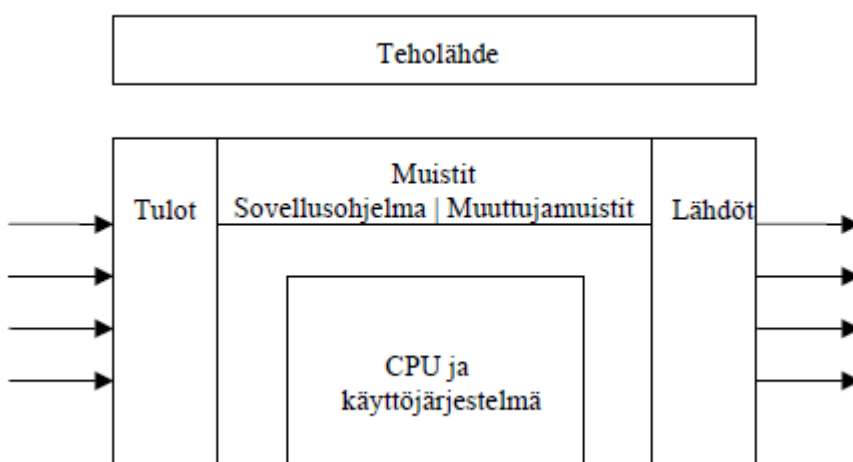 Teholähde
Muistit
Tulot
Sovellusohjelma | Muuttujamuistit
Lähdöt
CPU ja
käyttöjärjestelmä